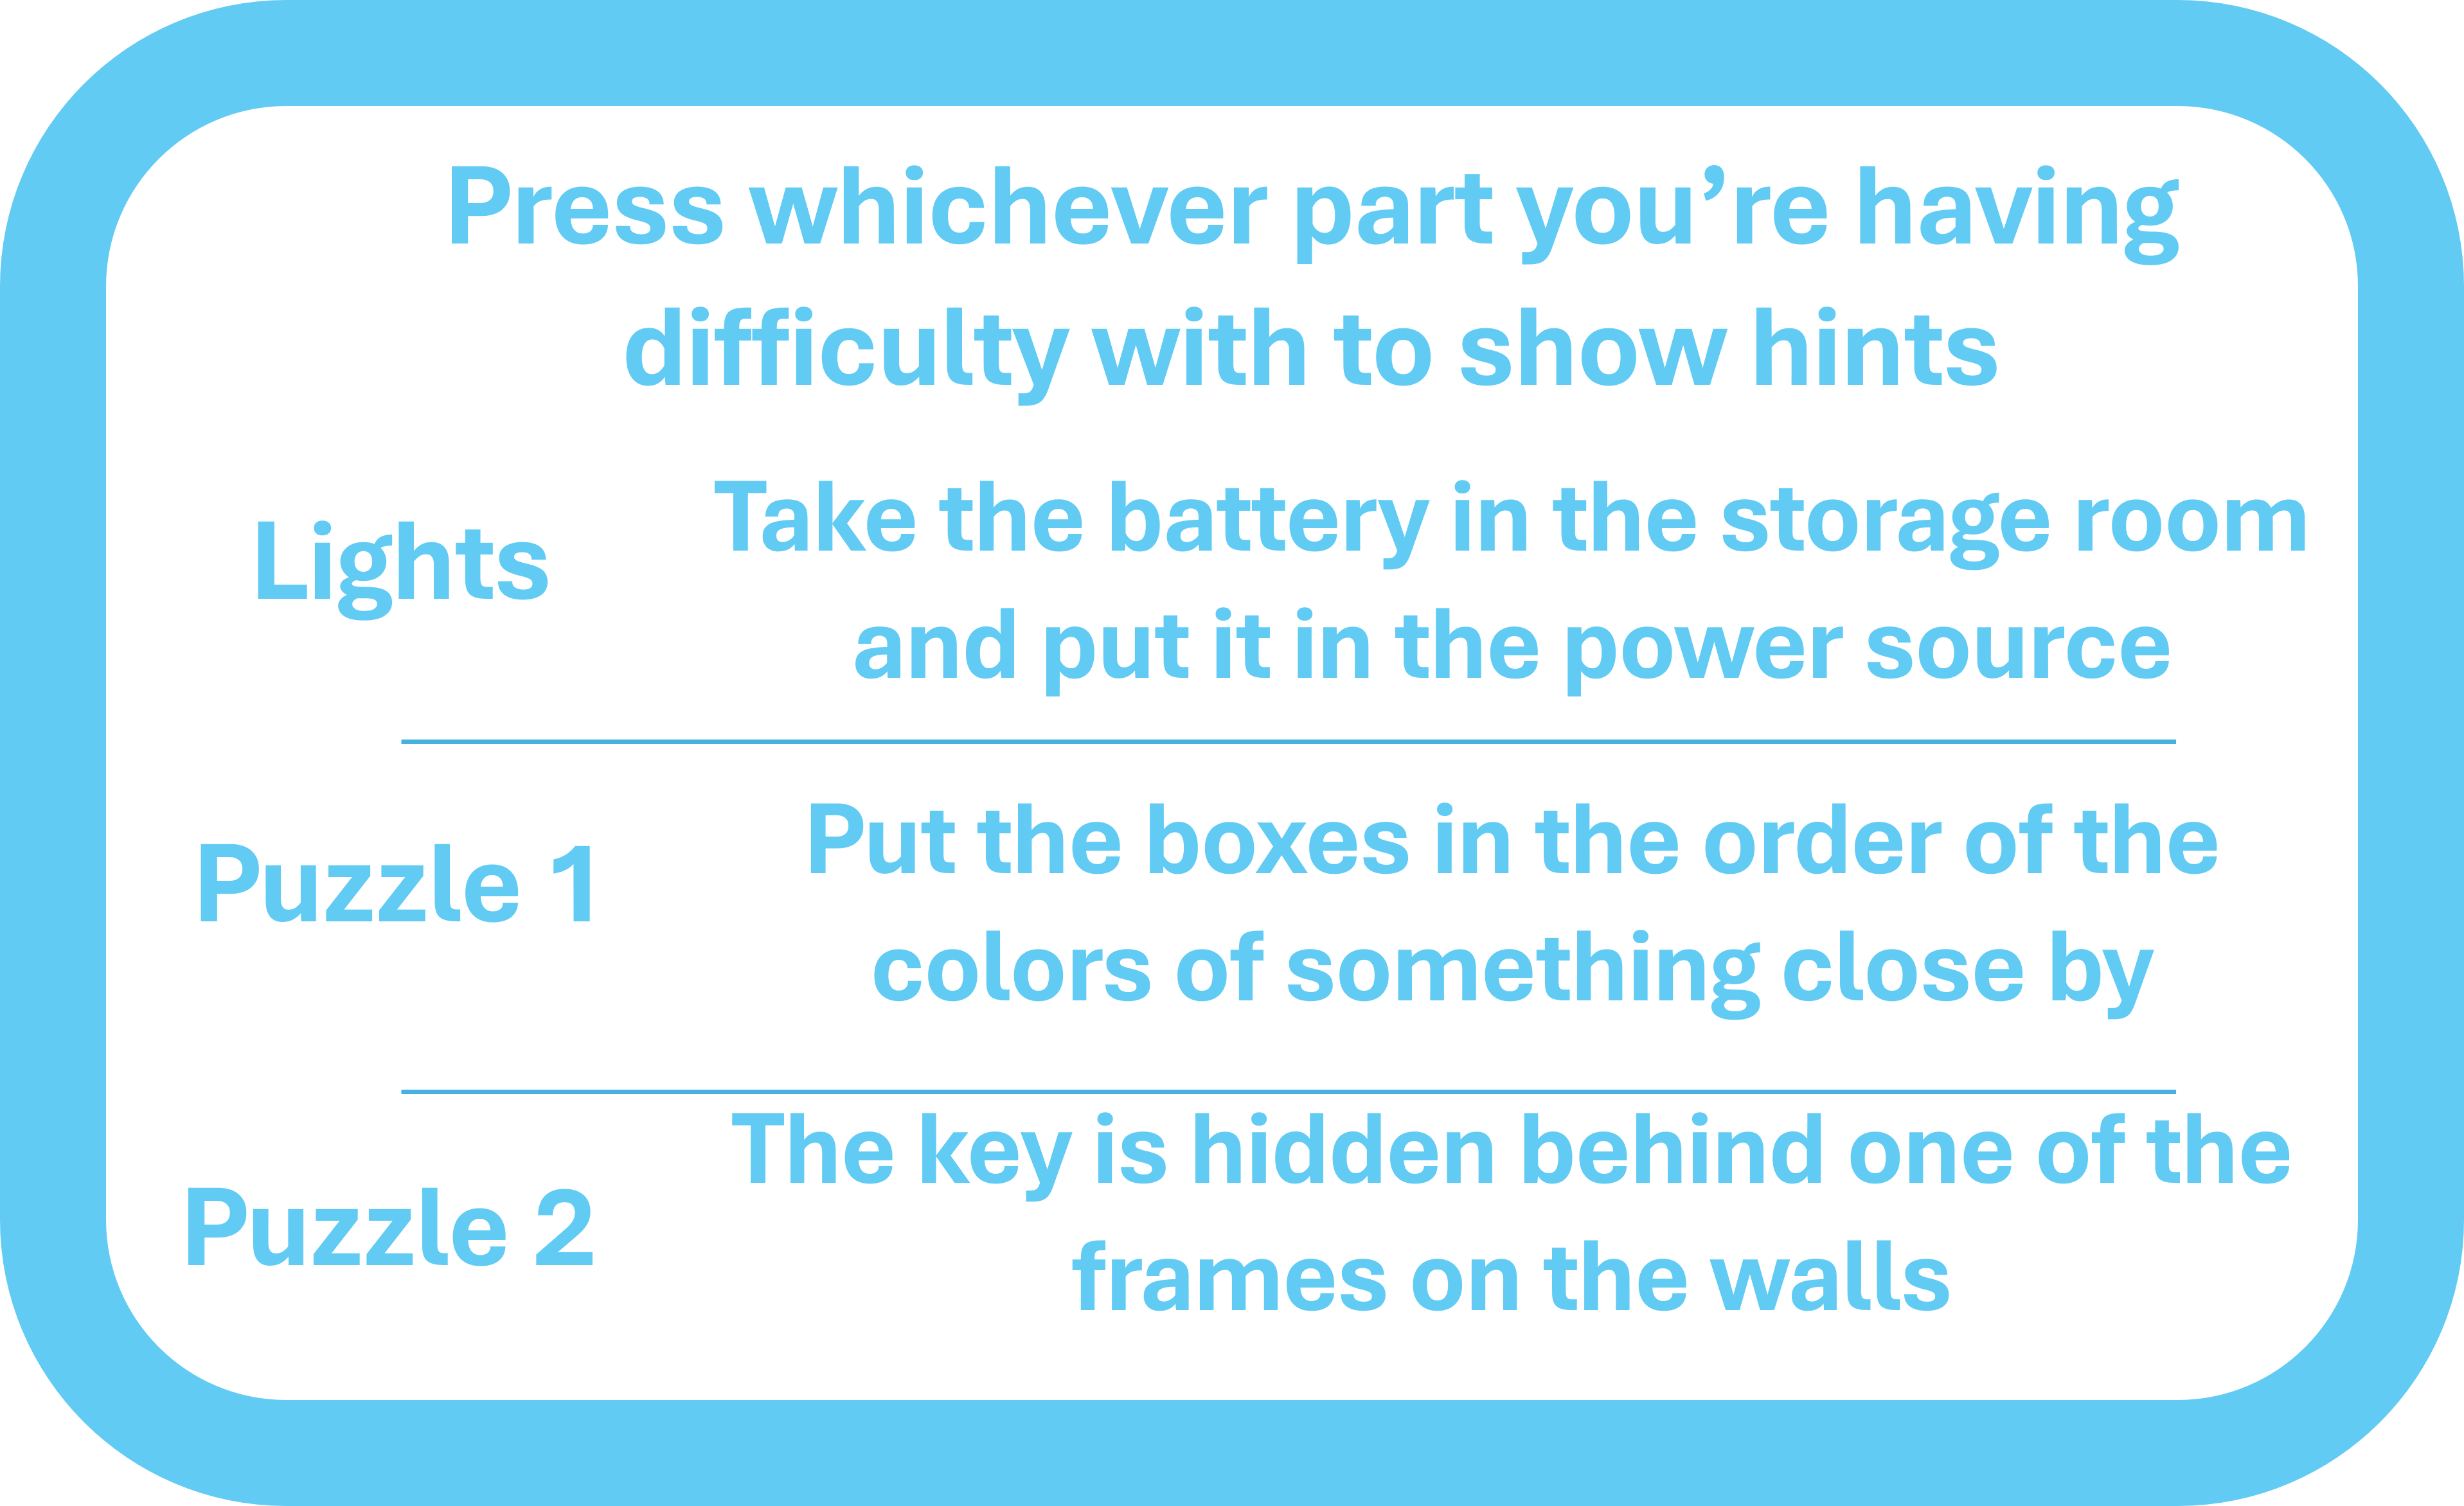 Press whichever part you’re having
difficulty with to show hints
Lights
Take the battery in the storage room
and put it in the power source
Puzzle 1
Put the boxes in the order of the
colors of something close by
Puzzle 2
The key is hidden behind one of the
frames on the walls